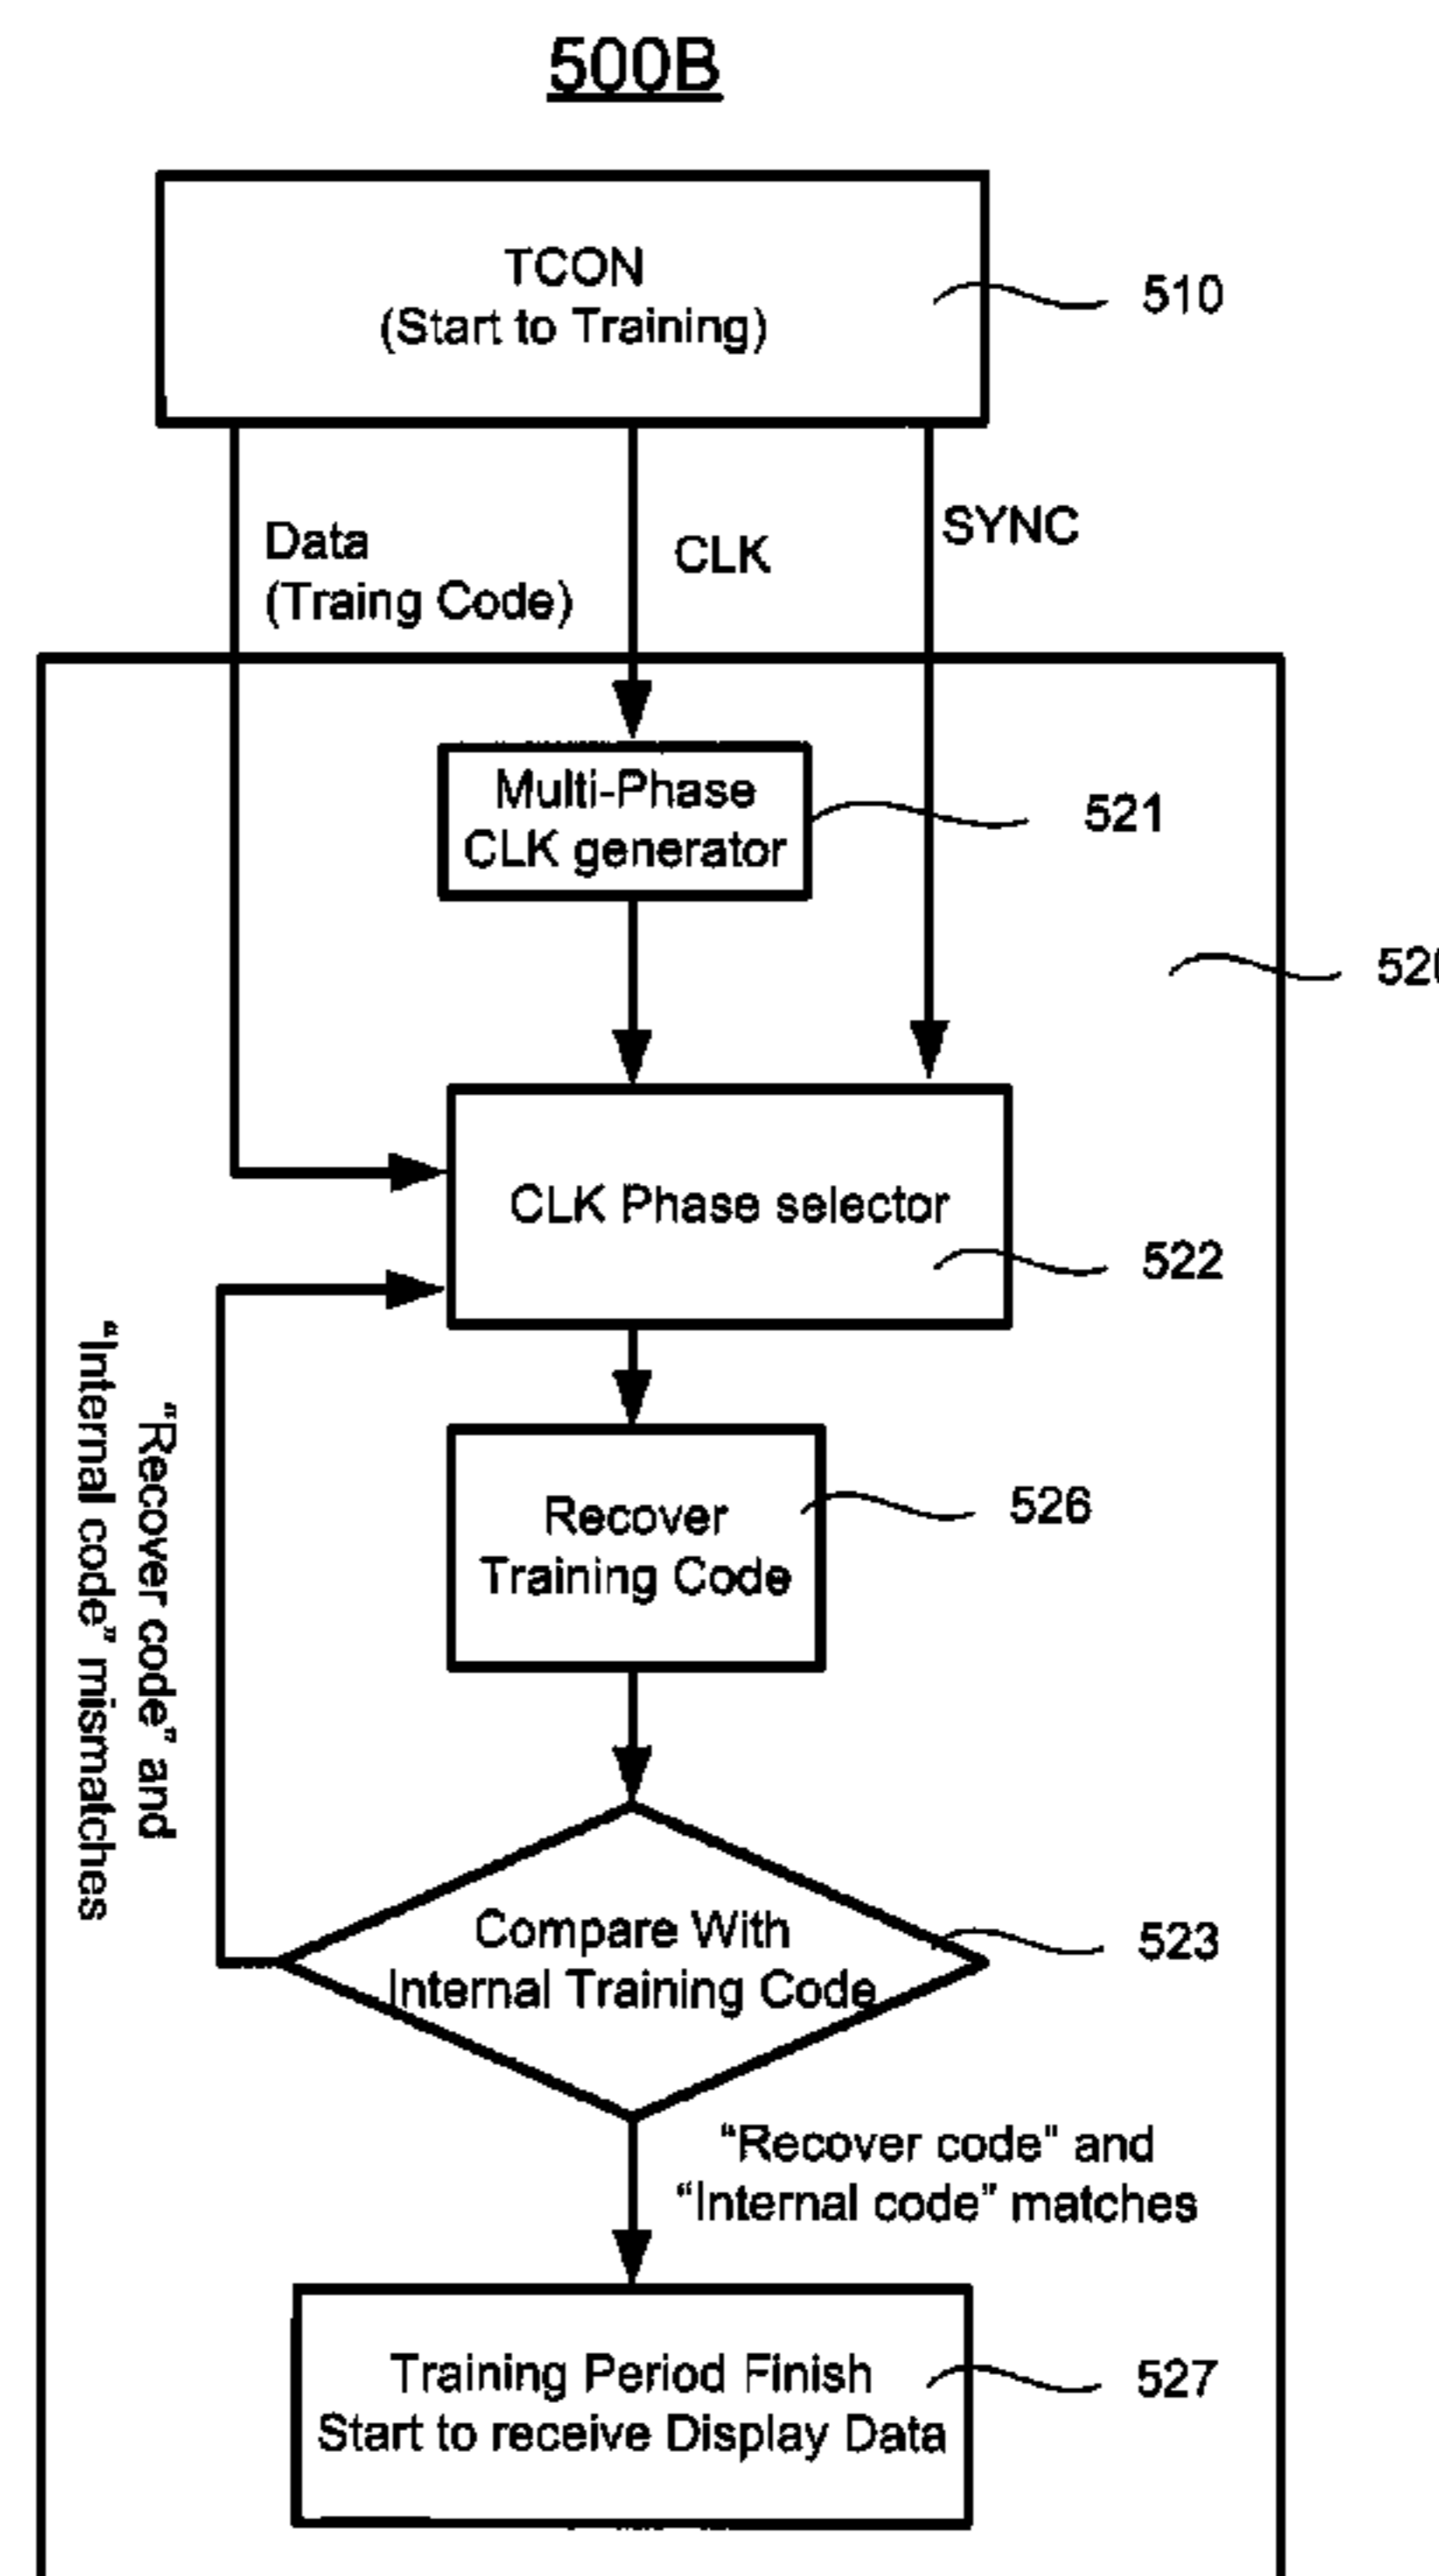 500B
TCON
(Start to Training)
510
Data
(Traing Code)
CLK
SYNC
Multi-Phase
CLK generator
521
CLK Phase selector
522
"Recover code" and
"Internal code" mismatches
Recover
Training Code
526
Compare With
Internal Training Code
523
"Recover code" and
"Internal code" matches
Training Period Finish
Start to receive Display Data
527